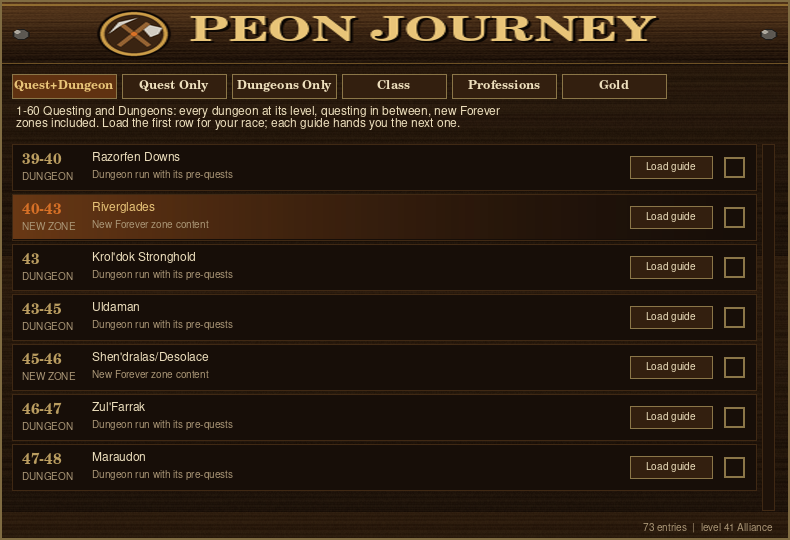 PEON JOURNEY
Quest+Dungeon
Quest Only
Dungeons Only
Class
Professions
Gold
1-60 Questing and Dungeons: every dungeon at its level, questing in between, new Forever
zones included. Load the first row for your race; each guide hands you the next one.
39-40
Razorfen Downs
DUNGEON
Dungeon run with its pre-quests
Load guide
40-43
Riverglades
NEW ZONE
New Forever zone content
Load guide
43
Krol'dok Stronghold
DUNGEON
Dungeon run with its pre-quests
Load guide
43-45
Uldaman
DUNGEON
Dungeon run with its pre-quests
Load guide
45-46
Shen'dralas/Desolace
NEW ZONE
New Forever zone content
Load guide
46-47
Zul'Farrak
DUNGEON
Dungeon run with its pre-quests
Load guide
47-48
Maraudon
DUNGEON
Dungeon run with its pre-quests
Load guide
73 entries | level 41 Alliance